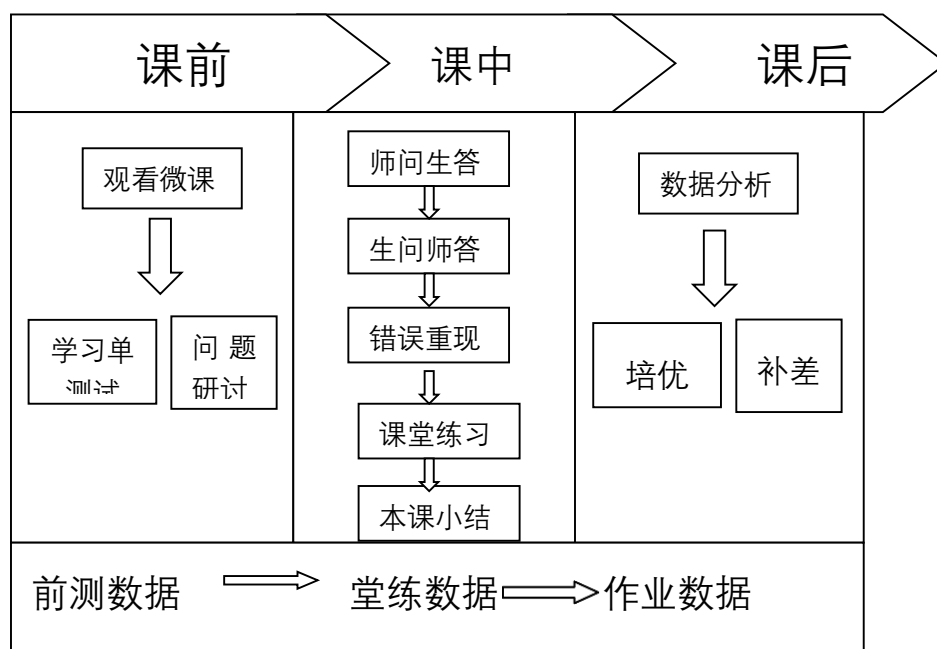 课前
课中
课后
观看微课
学习单
测试
问 题
研讨
师问生答
生问师答
错误重现
课堂练习
本课小结
数据分析
培优
补差
前测数据
堂练数据
作业数据